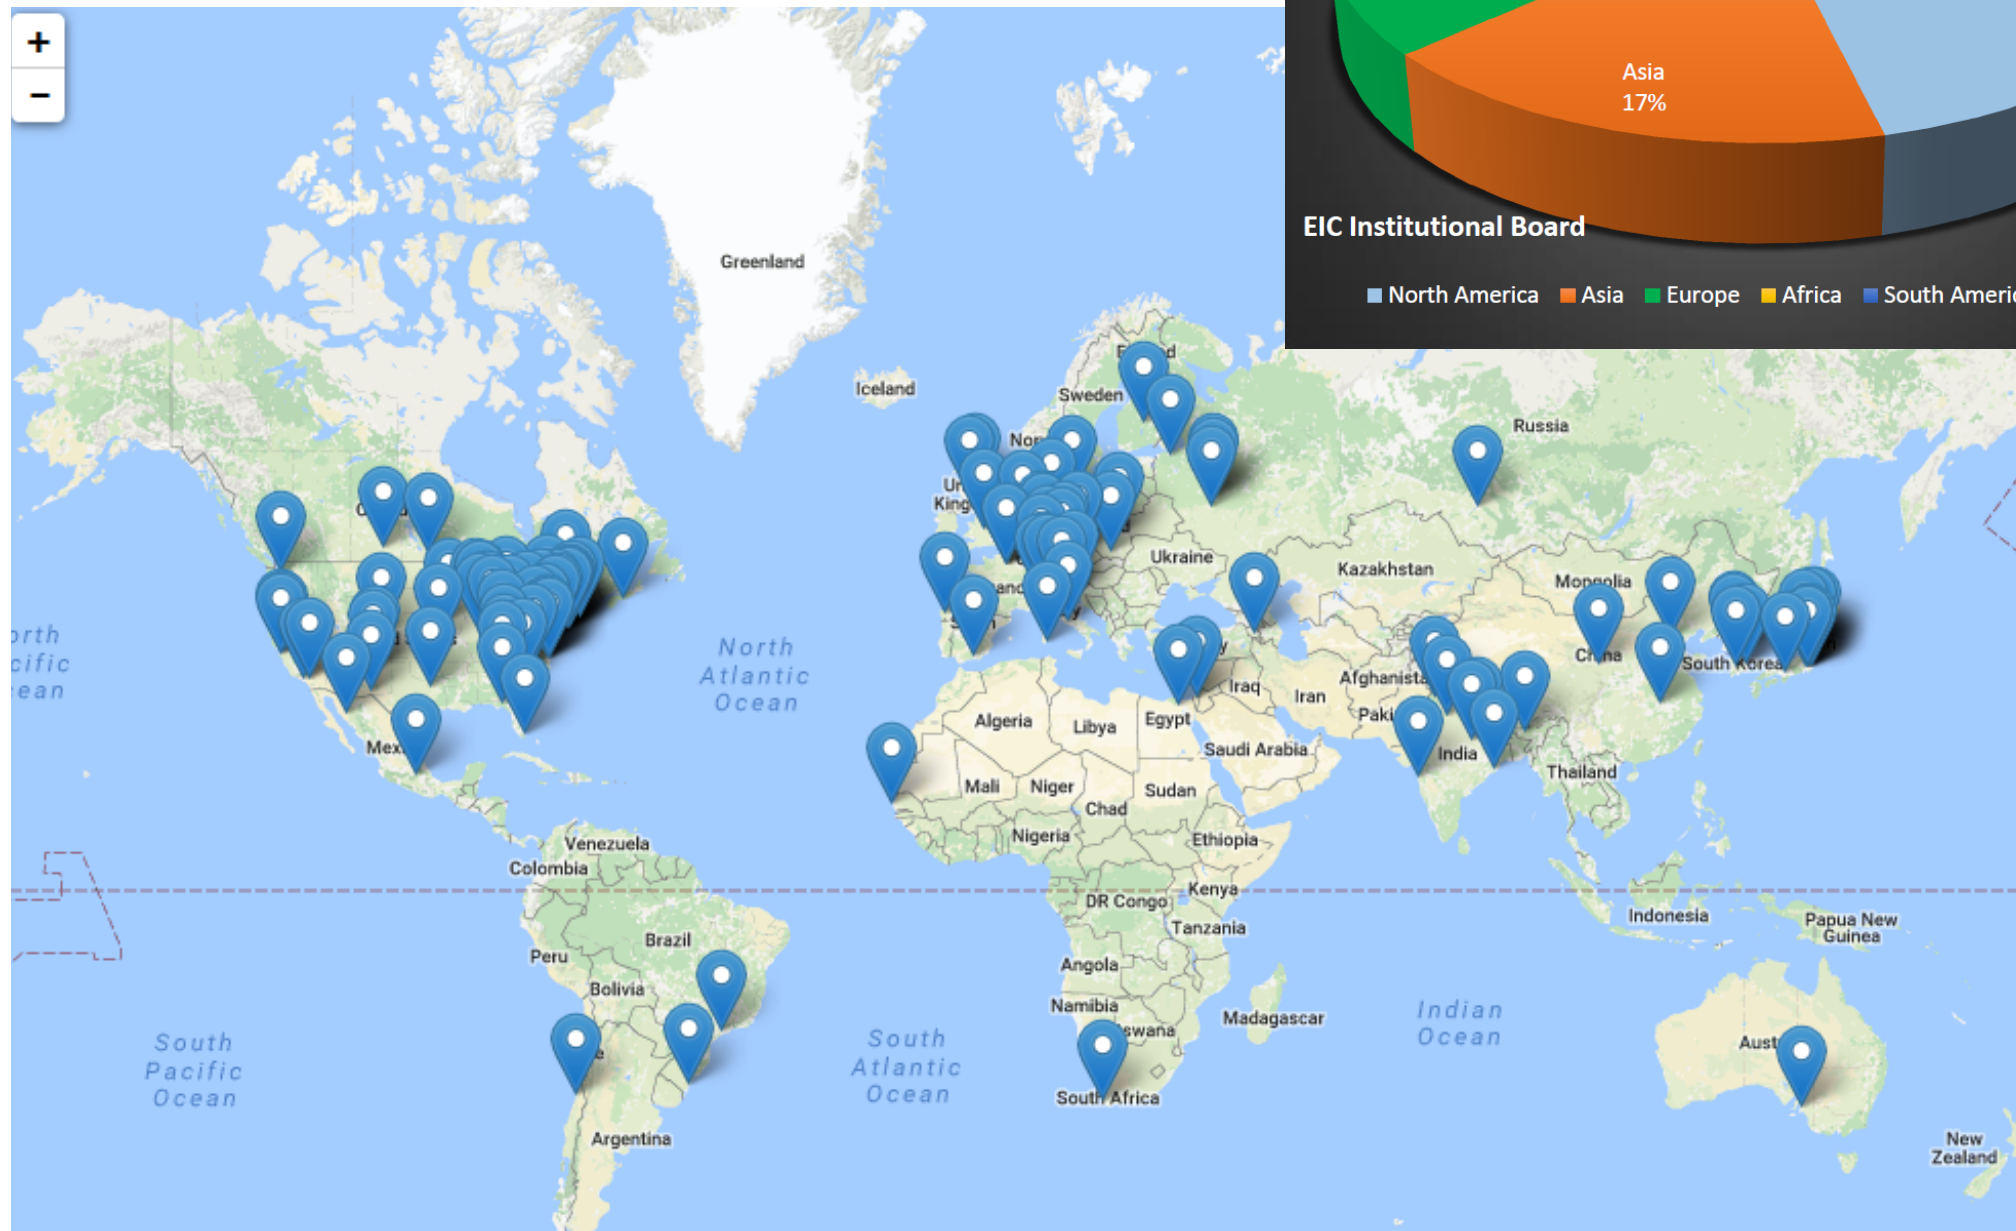 +
−
Asia
17%
EIC Institutional Board
North America Asia Europe Africa South Americ
Greenland
Iceland
Sweden
Russia
Ukraine
Kazakhstan
Mongolia
North
Atlantic
Ocean
South Korea
Afghanista
Iraq
Iran
Algeria
Libya
Egypt
Saudi Arabia
India
Thailand
Mali
Niger
Chad
Sudan
Nigeria
Ethiopia
Venezuela
Colombia
Kenya
DR Congo
Tanzania
Indonesia
Papua New
Guinea
Brazil
Peru
Bolivia
Angola
Namibia
Madagascar
Indian
Ocean
South
Pacific
Ocean
South
Atlantic
Ocean
South Africa
Argentina
New
Zealand